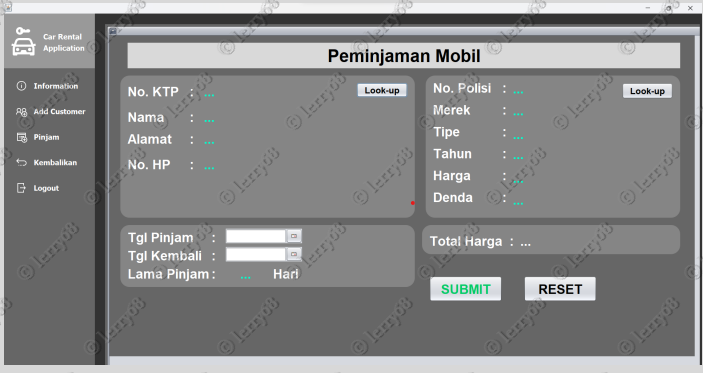 Car Rental
Application
Information
Add Customer
Pinjam
Kembalikan
Logout
Peminjaman Mobil
No. KTP : ...
Look-up
Nama : ...
Alamat : ...
No. HP : ...
No. Polisi : ...
Look-up
Merek : ...
Tipe : ...
Tahun : ...
Harga : ...
Denda : ...
Tgl Pinjam :
Tgl Kembali :
Lama Pinjam : ... Hari
Total Harga : ...
SUBMIT
RESET
© lerry08